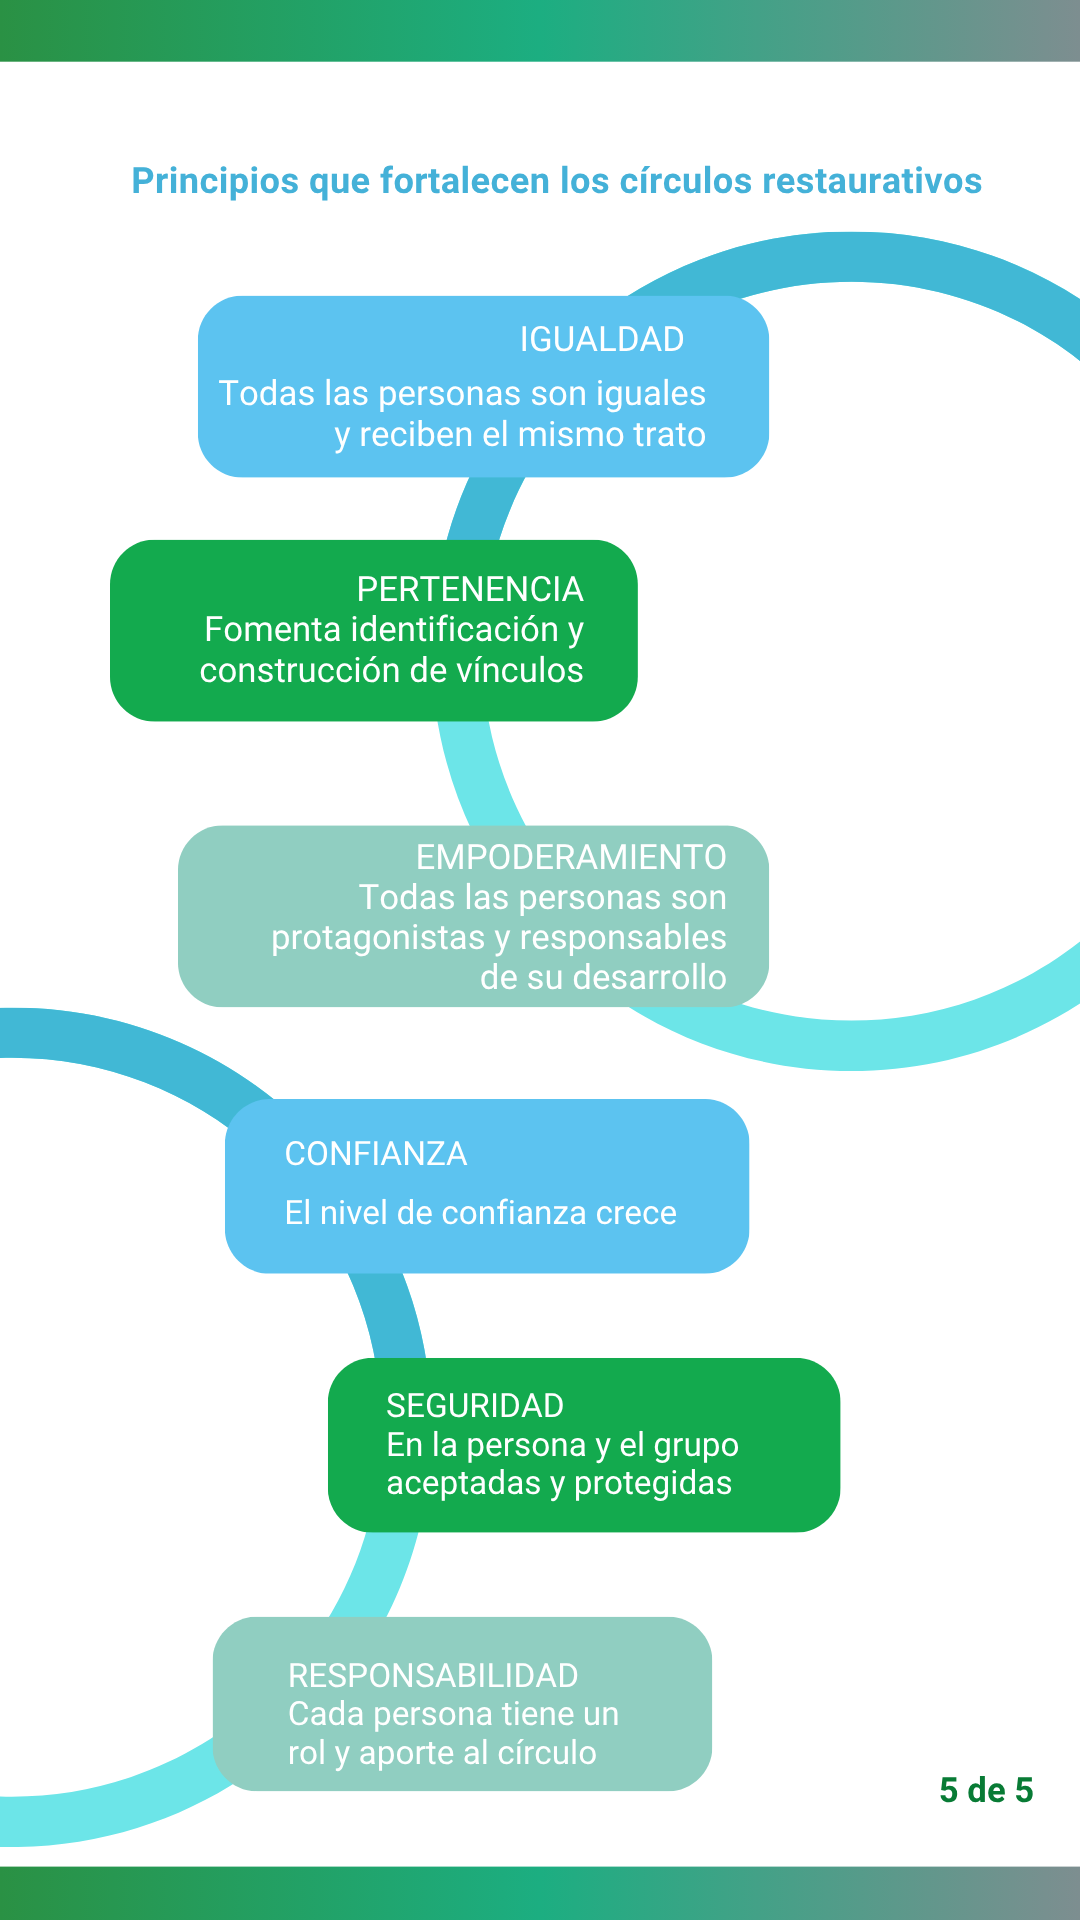 Principios que fortalecen los círculos restaurativos
IGUALDAD
Todas las personas son iguales
y reciben el mismo trato
PERTENENCIA
Fomenta identificación y
construcción de vínculos
EMPODERAMIENTO
Todas las personas son
protagonistas y responsables
de su desarrollo
CONFIANZA
El nivel de confianza crece
SEGURIDAD
En la persona y el grupo
aceptadas y protegidas
RESPONSABILIDAD
Cada persona tiene un
rol y aporte al círculo
5 de 5